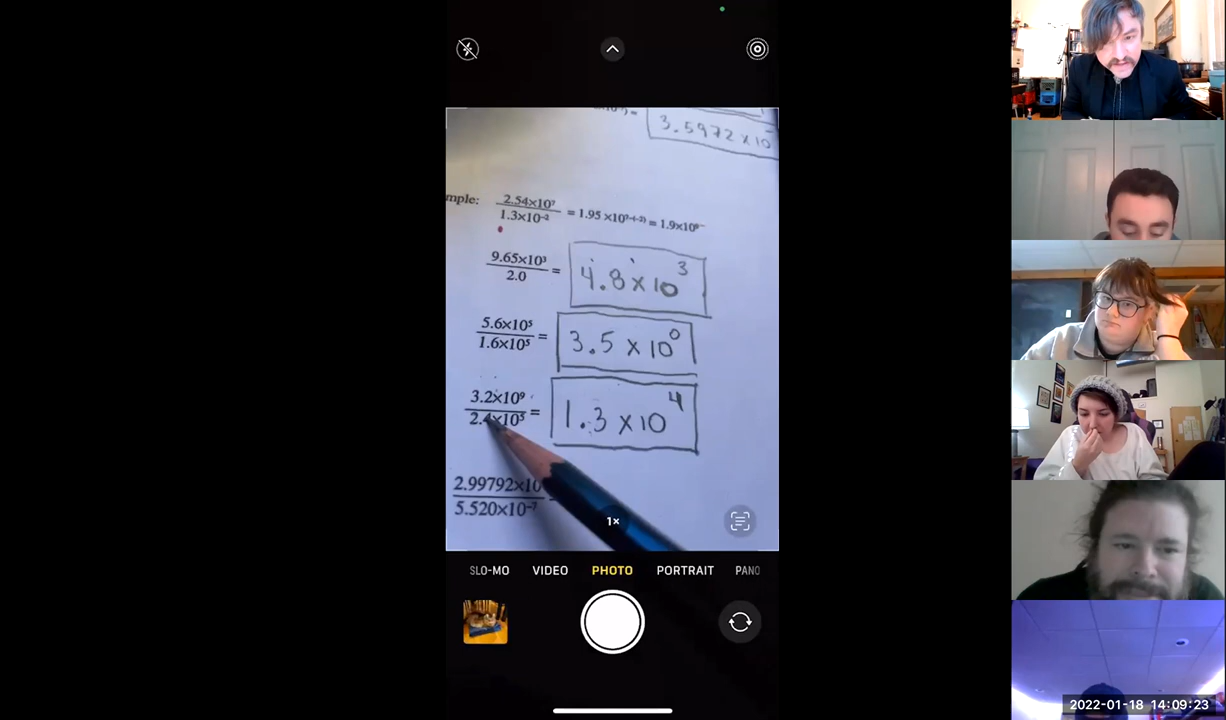 3.5972 x 10
mple: 2.54×10⁷
1.3×10⁻²
= 1.95 ×10⁷⁻⁽⁻²⁾ = 1.9×10⁹
9.65×10³
2.0
= 4.8 x 10³
5.6×10⁵
1.6×10⁵
= 3.5 x 10⁰
3.2×10⁹
2.4×10⁵
= 1.3 x 10⁴
2.99792×10
5.520×10⁻⁷
1×
SLO-MO VIDEO PHOTO PORTRAIT PANO
2022-01-18 14:09:23